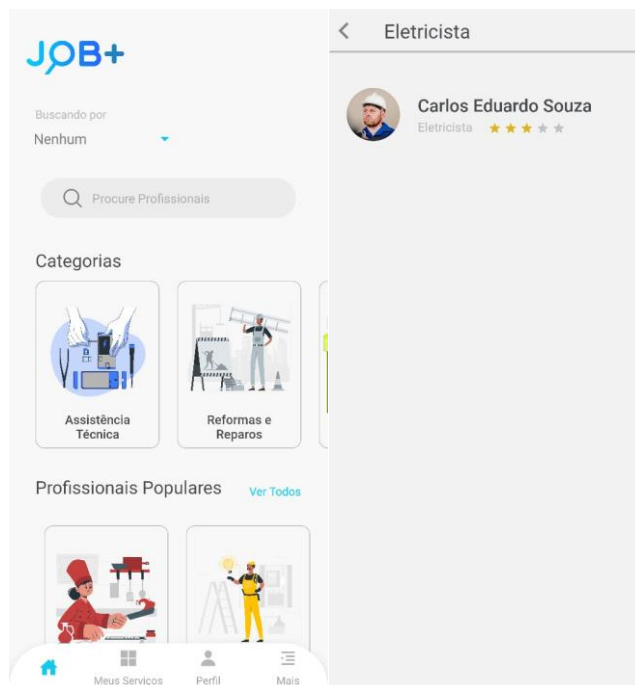 JOB+
Buscando por
Nenhum
Procure Profissionais
Categorias
Assistência
Técnica
Reformas e
Reparos
Profissionais Populares
Ver Todos
Meus Serviços
Perfil
Mais
Eletricista
Carlos Eduardo Souza
Eletricista